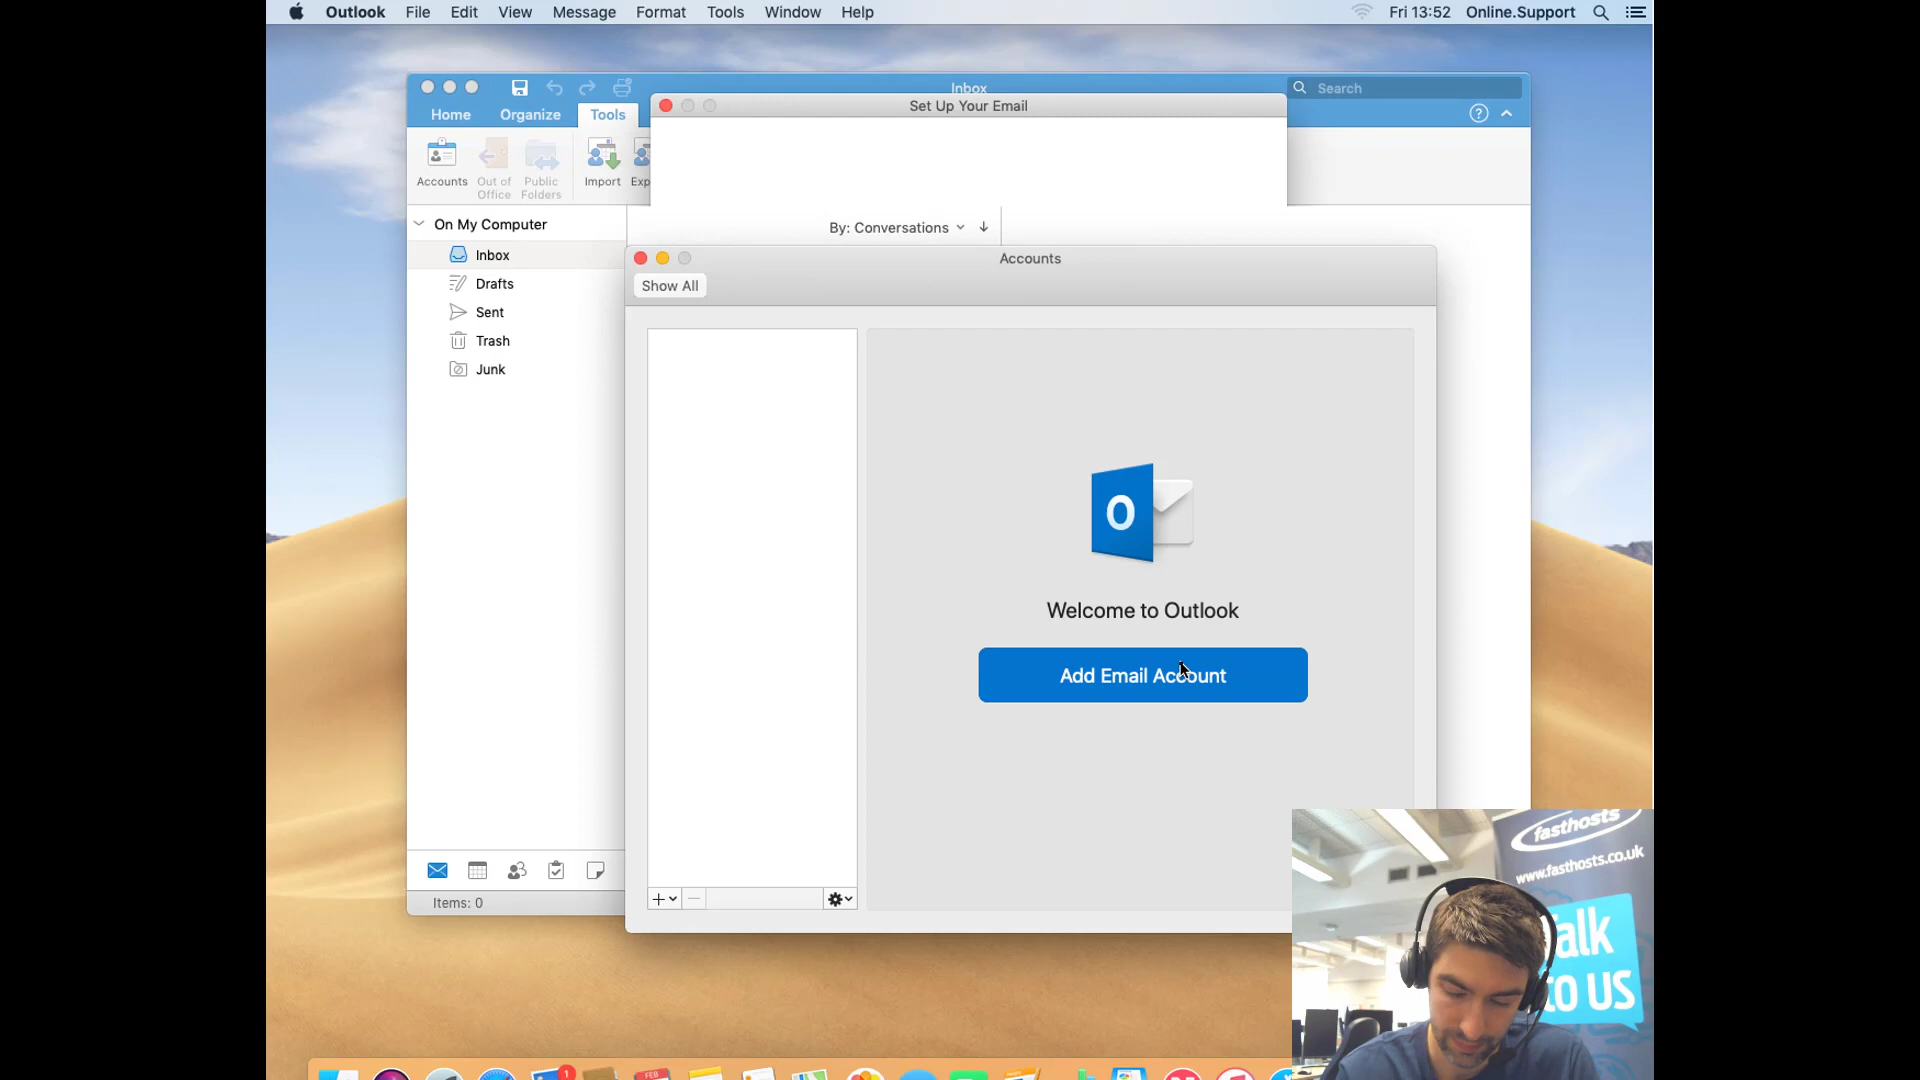 Outlook File Edit View Message Format Tools Window Help Fri 13:52 Online.Support
Inbox
Search
Set Up Your Email
Home Organize Tools
Accounts
Out of
Office
Public
Folders
Import
Exp
On My Computer
Inbox
Drafts
Sent
Trash
Junk
By: Conversations
Accounts
Show All
O
Welcome to Outlook
Add Email Account
Items: 0
fasthosts
www.fasthosts.co.uk
alk
to US
1
FEB